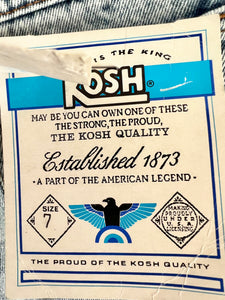 IS THE KING
KOSH®
MAY BE YOU CAN OWN ONE OF THESE
THE STRONG, THE PROUD,
THE KOSH QUALITY
Established 1873
- A PART OF THE AMERICAN LEGEND -
SIZE
7
MAKING
PROUDLY
UNDER
U.S.A
LICENSING
THE PROUD OF THE KOSH QUALITY